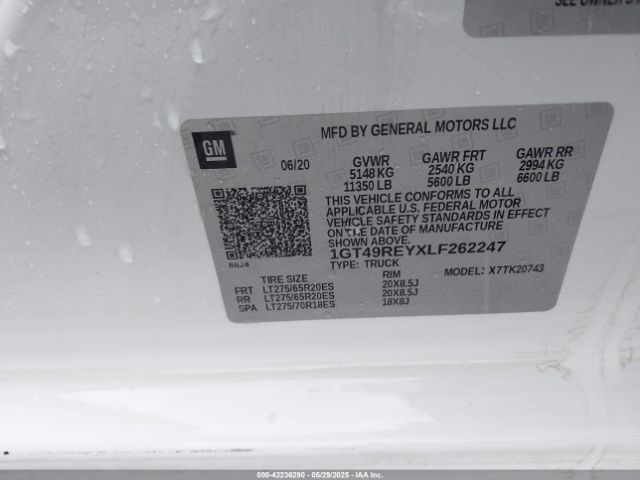 SEE OWNER'S
MFD BY GENERAL MOTORS LLC
GM
06/20 GVWR GAWR FRT GAWR RR
5148 KG 2540 KG 2994 KG
11350 LB 5600 LB 6600 LB
THIS VEHICLE CONFORMS TO ALL
APPLICABLE U.S. FEDERAL MOTOR
VEHICLE SAFETY STANDARDS IN EFFECT
ON THE DATE OF MANUFACTURE
SHOWN ABOVE.
1GT49REYXLF262247
TYPE: TRUCK MODEL: X7TK20743
B6J4
TIRE SIZE RIM
FRT LT275/65R20ES 20X8.5J
RR LT275/65R20ES 20X8.5J
SPA LT275/70R18ES 18X8J
000-42236290 - 05/29/2025 - IAAI